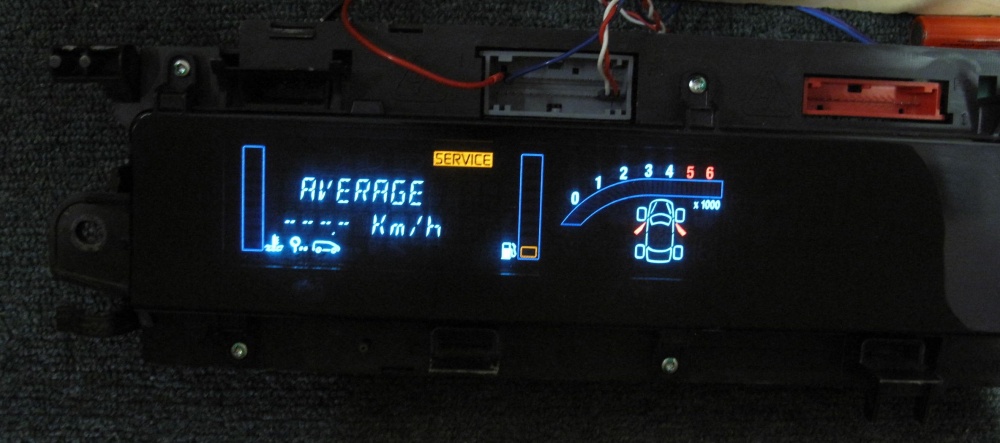 SERVICE
AVERAGE
--- -.- Km/h
0 1 2 3 4 5 6
x 1000